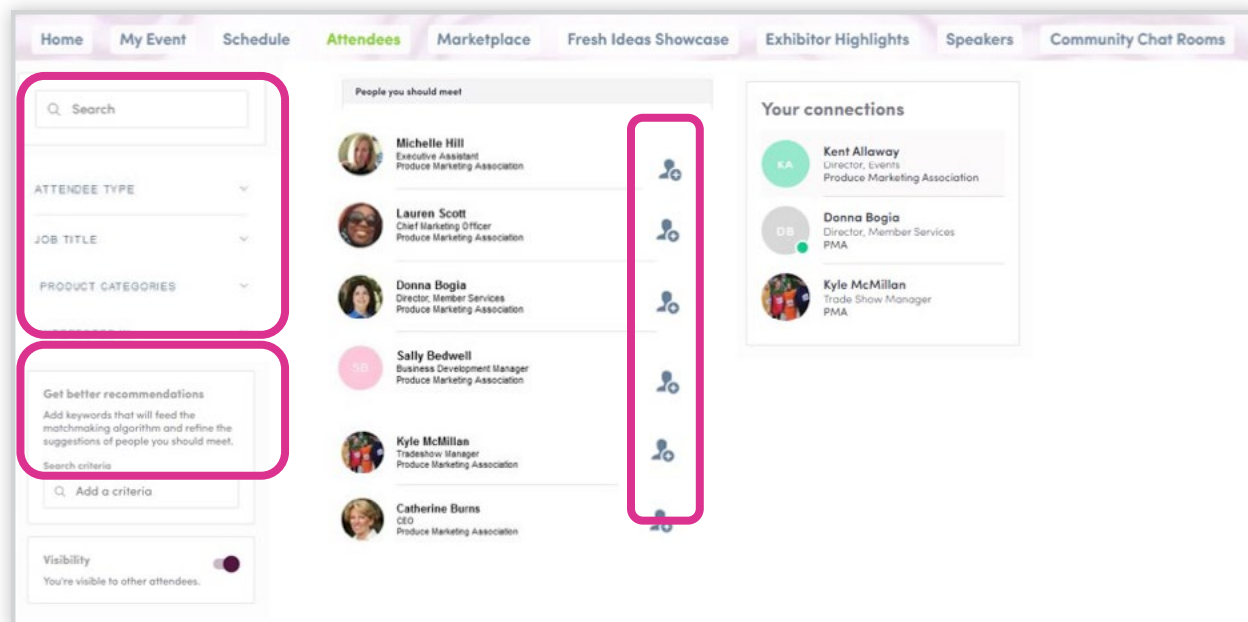 Home My Event Schedule Attendees Marketplace Fresh Ideas Showcase Exhibitor Highlights Speakers Community Chat Rooms
Search
ATTENDEE TYPE
JOB TITLE
PRODUCT CATEGORIES
Get better recommendations
Add keywords that will feed the
matchmaking algorithm and refine the
suggestions of people you should meet.
Search criteria
Add a criteria
Visibility
You're visible to other attendees.
People you should meet
Michelle Hill
Executive Assistant
Produce Marketing Association
Lauren Scott
Chief Marketing Officer
Produce Marketing Association
Donna Bogia
Director, Member Services
Produce Marketing Association
SB
Sally Bedwell
Business Development Manager
Produce Marketing Association
Kyle McMillan
Tradeshow Manager
Produce Marketing Association
Catherine Burns
CEO
Produce Marketing Association
Your connections
KA
Kent Allaway
Director, Events
Produce Marketing Association
DB
Donna Bogia
Director, Member Services
PMA
Kyle McMillan
Trade Show Manager
PMA